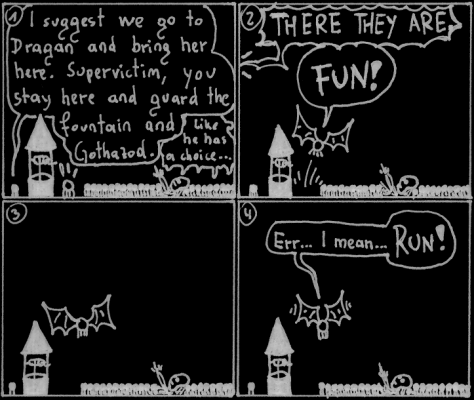 1
I suggest we go to
Dragan and bring her
here. Supervictim, you
stay here and guard the
fountain and
Gothazod.
Like
he has
a choice...
2
THERE THEY ARE
FUN!
3
4
Err... I mean... RUN!